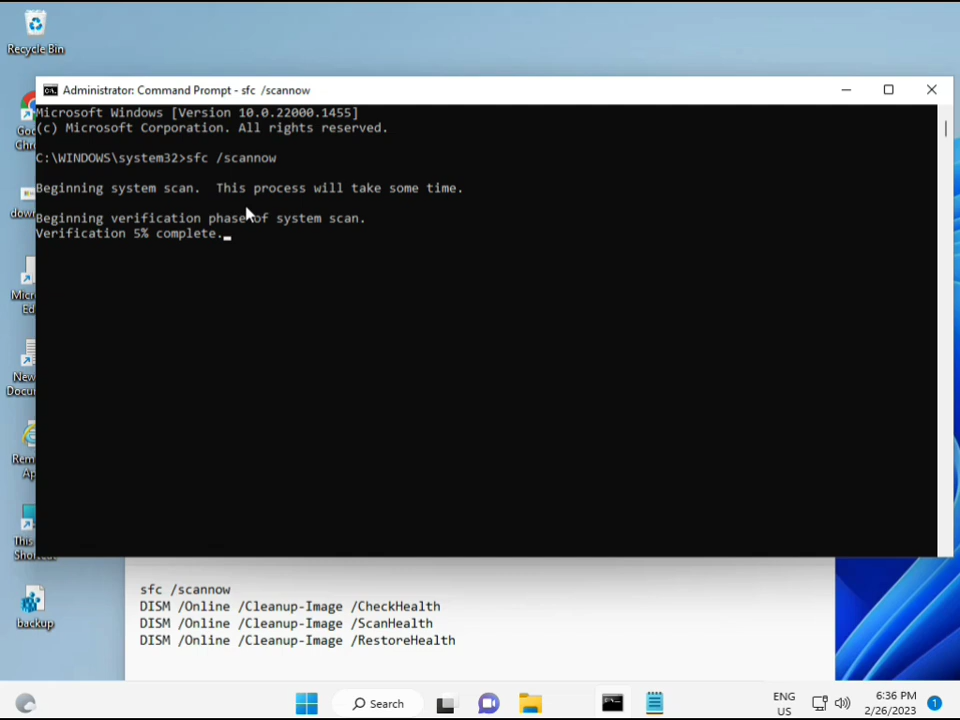 Recycle Bin
Administrator: Command Prompt - sfc /scannow
Microsoft Windows [Version 10.0.22000.1455]
(c) Microsoft Corporation. All rights reserved.
C:\WINDOWS\system32>sfc /scannow
Beginning system scan. This process will take some time.
Beginning verification phase of system scan.
Verification 5% complete.
sfc /scannow
DISM /Online /Cleanup-Image /CheckHealth
DISM /Online /Cleanup-Image /ScanHealth
DISM /Online /Cleanup-Image /RestoreHealth
backup
Search
ENG
US
6:36 PM
2/26/2023
1